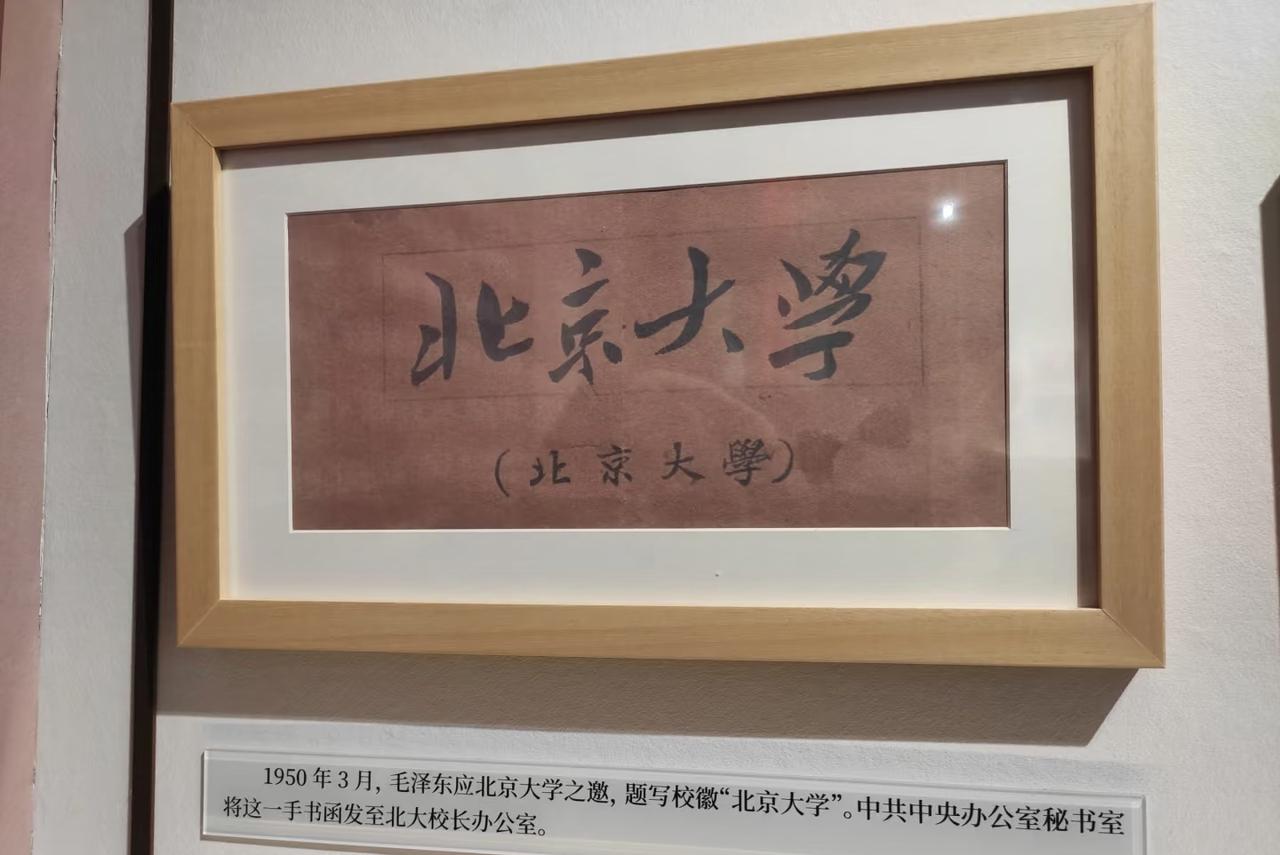 北京大學
（北京大學）
1950年3月，毛泽东应北京大学之邀，题写校徽“北京大学”。中共中央办公室秘书室
将这一手书函发至北大校长办公室。